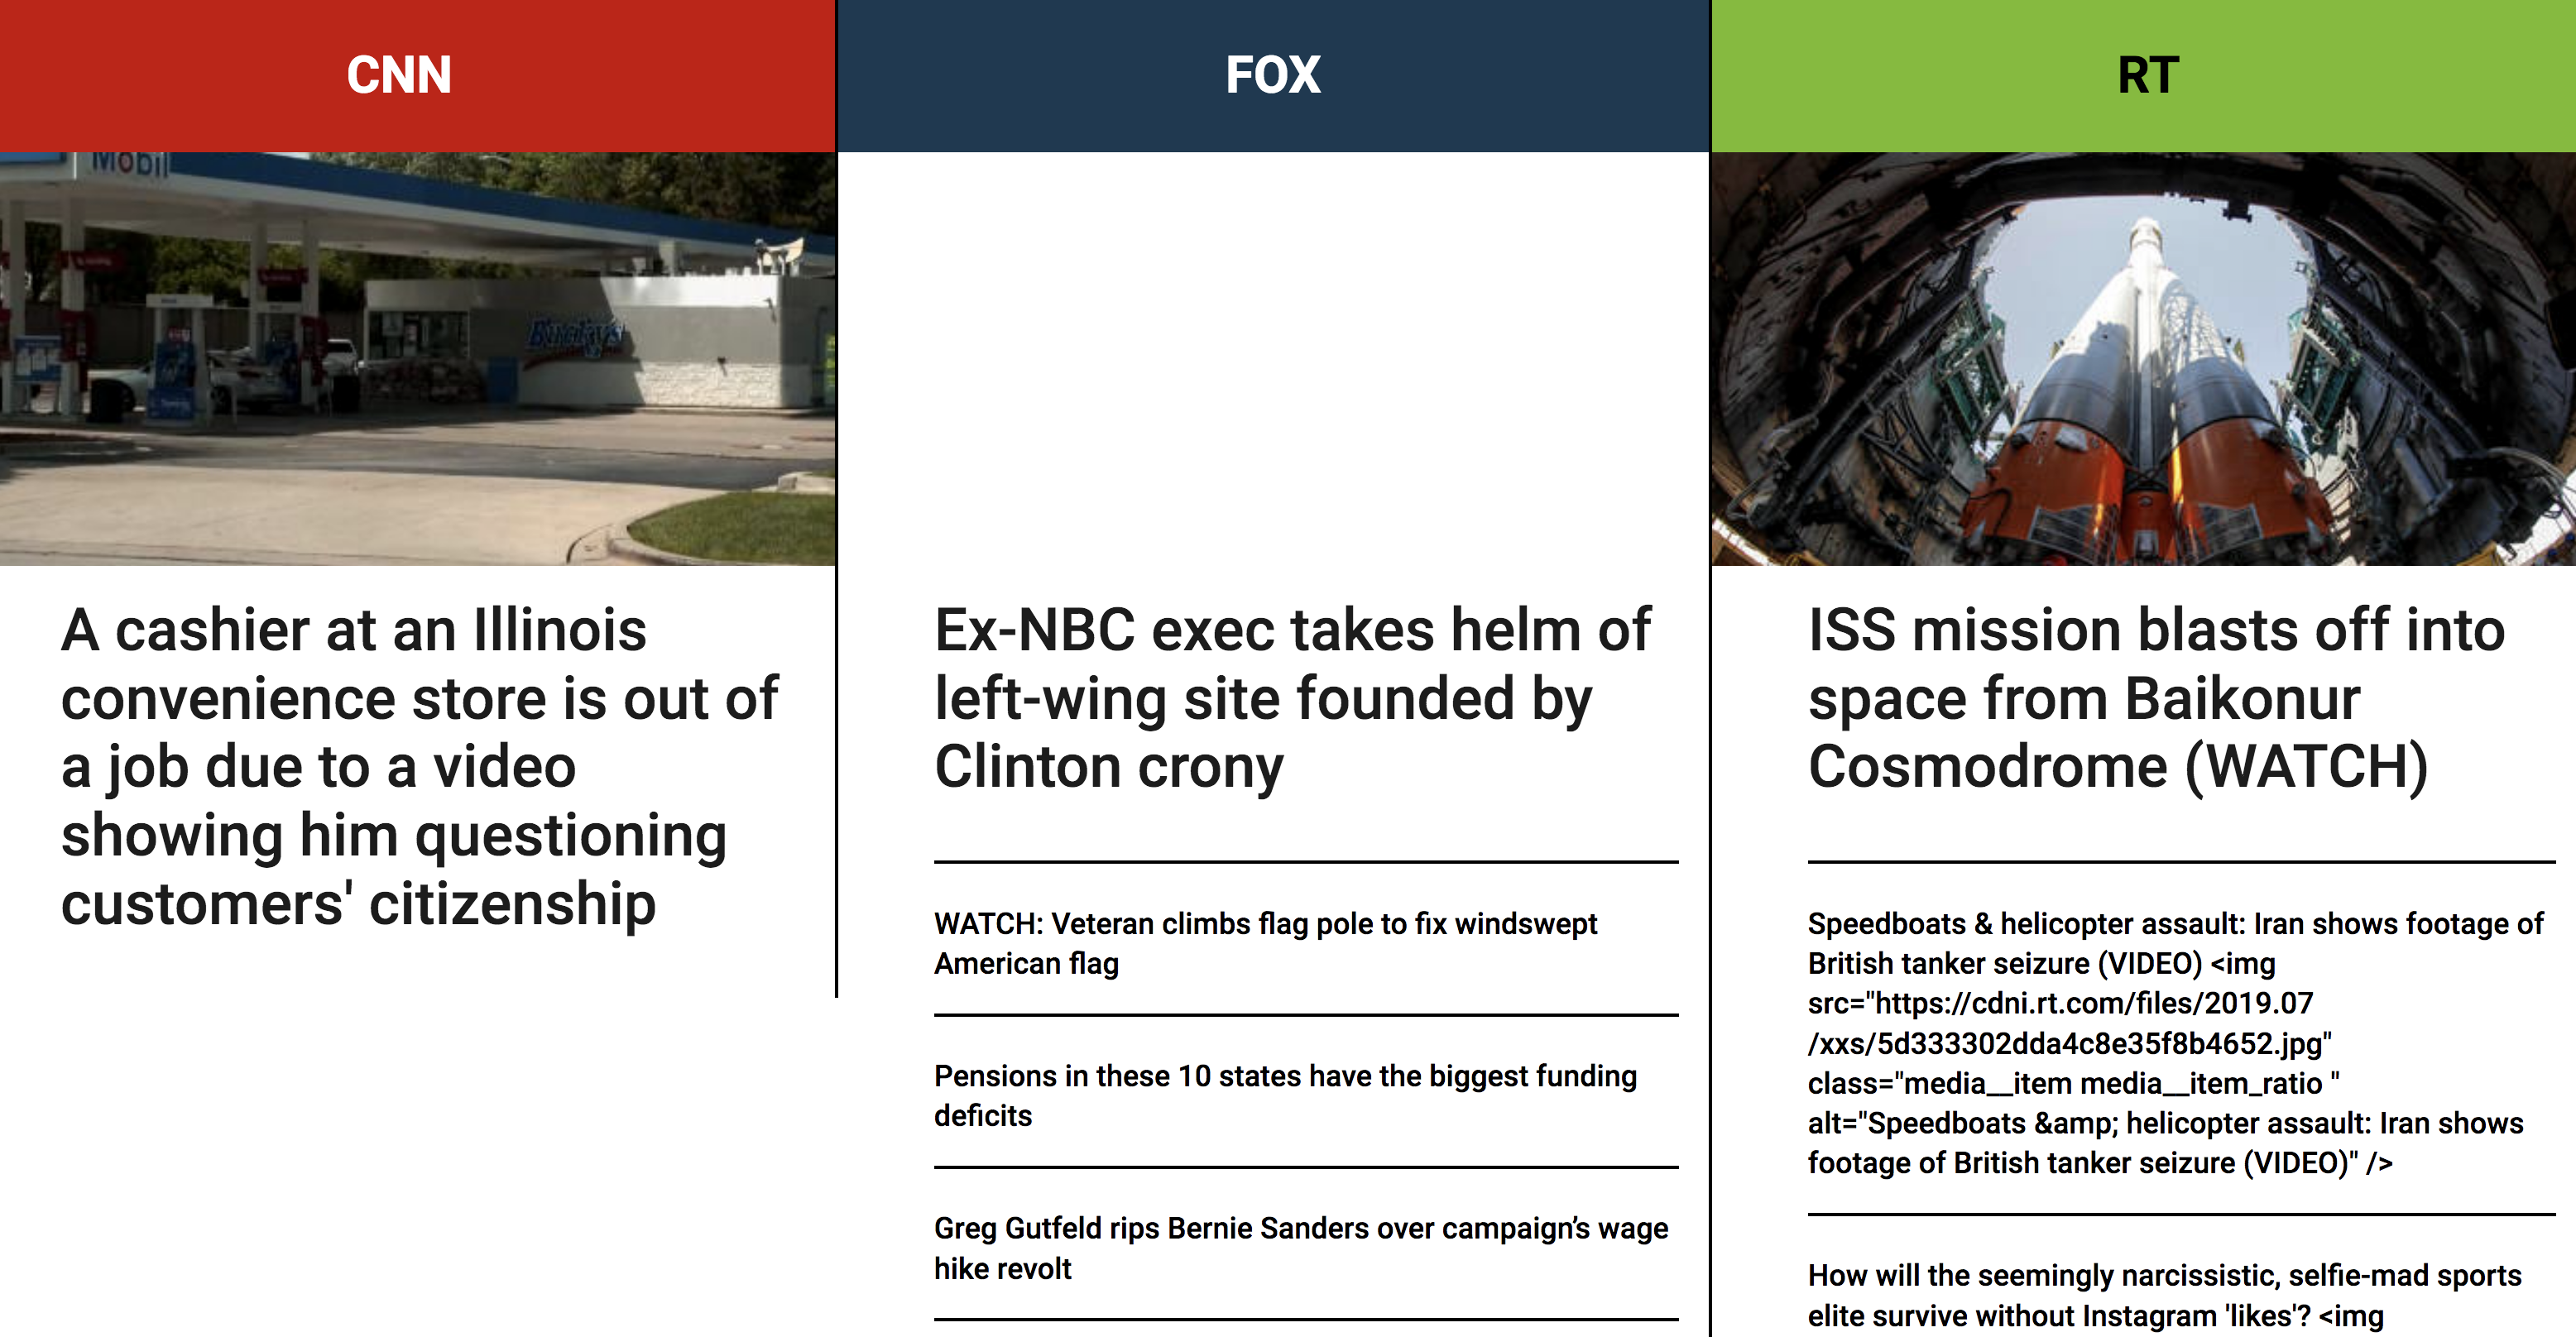 CNN
Mobil
A cashier at an Illinois
convenience store is out of
a job due to a video
showing him questioning
customers' citizenship
FOX
Ex-NBC exec takes helm of
left-wing site founded by
Clinton crony
WATCH: Veteran climbs flag pole to fix windswept
American flag
Pensions in these 10 states have the biggest funding
deficits
Greg Gutfeld rips Bernie Sanders over campaign’s wage
hike revolt
RT
ISS mission blasts off into
space from Baikonur
Cosmodrome (WATCH)
Speedboats & helicopter assault: Iran shows footage of
British tanker seizure (VIDEO) <img
src="https://cdni.rt.com/files/2019.07
/xxs/5d333302dda4c8e35f8b4652.jpg"
class="media__item media__item_ratio "
alt="Speedboats &amp; helicopter assault: Iran shows
footage of British tanker seizure (VIDEO)" />
How will the seemingly narcissistic, selfie-mad sports
elite survive without Instagram 'likes'? <img